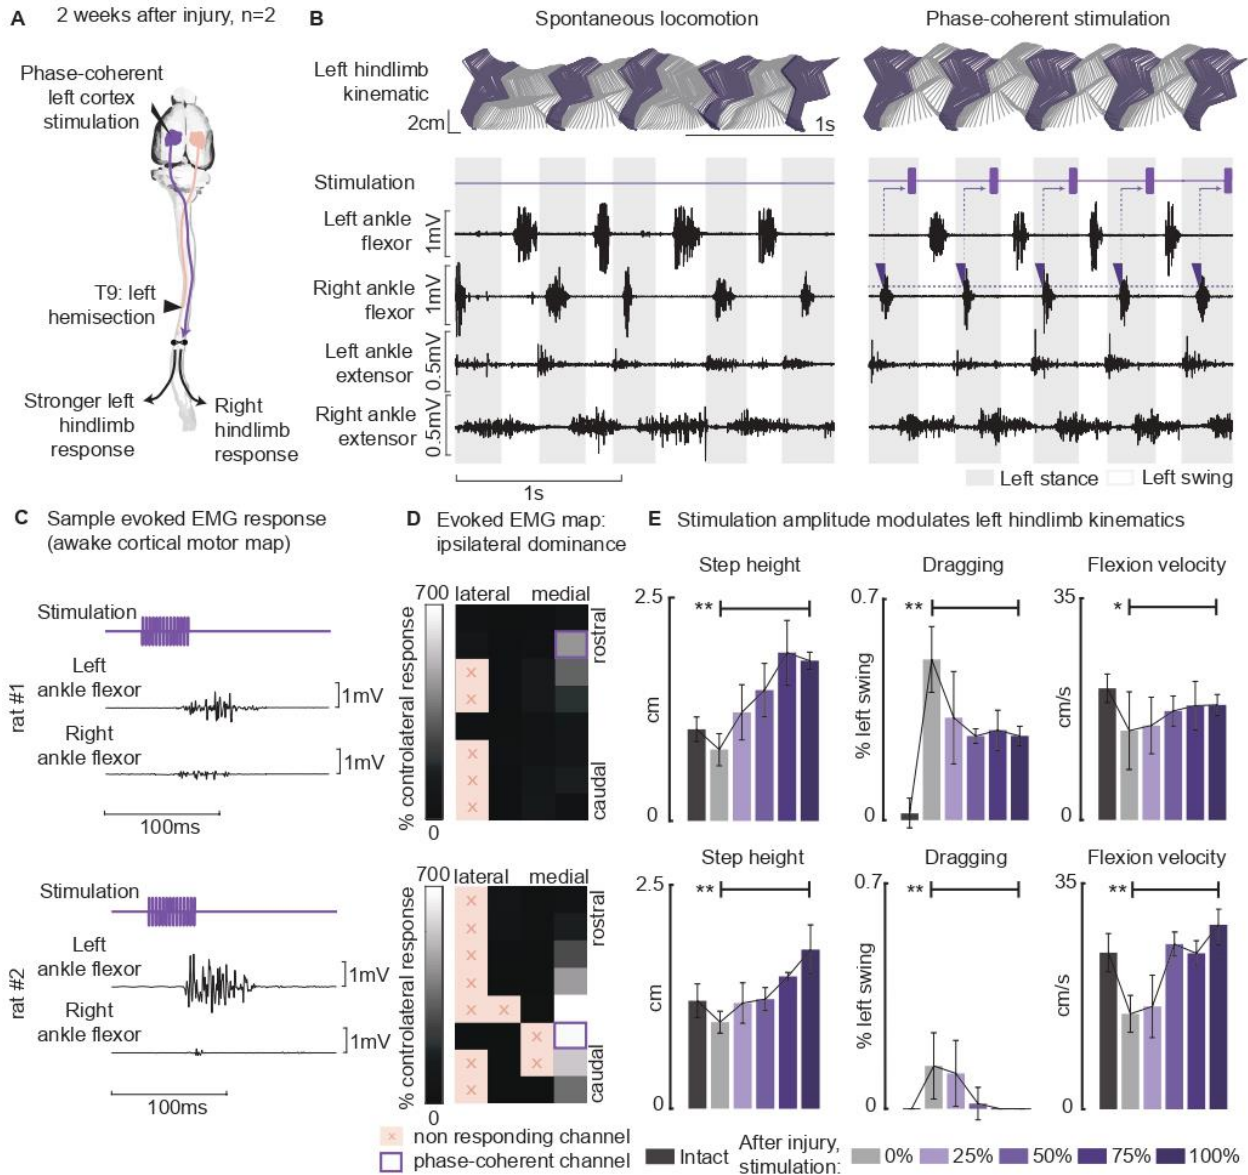 A 2 weeks after injury, n=2
Phase-coherent
left cortex
stimulation
T9: left
hemisection
Stronger left
hindlimb
response
Right
hindlimb
response
B Spontaneous locomotion
Phase-coherent stimulation
Left hindlimb
kinematic
2cm
1s
Stimulation
Left ankle
flexor
1mV
Right ankle
flexor
1mV
Left ankle
extensor
0.5mV
Right ankle
extensor
0.5mV
1s
Left stance
Left swing
C Sample evoked EMG response
(awake cortical motor map)
rat #1
Stimulation
Left
ankle flexor
1mV
Right
ankle flexor
1mV
100ms
rat #2
Stimulation
Left
ankle flexor
1mV
Right
ankle flexor
1mV
100ms
D Evoked EMG map:
ipsilateral dominance
700
lateral medial
% controlateral response
rostral
caudal
0
x
x
x
x
x
700
lateral medial
% controlateral response
rostral
caudal
0
x
x
x
x
x x
x
x x
x
x non responding channel
phase-coherent channel
E Stimulation amplitude modulates left hindlimb kinematics
Step height
2.5
cm
0
**
Dragging
0.7
% left swing
0
**
Flexion velocity
35
cm/s
0
*
Step height
2.5
cm
0
**
Dragging
0.7
% left swing
0
**
Flexion velocity
35
cm/s
0
**
Intact
After injury,
stimulation:
0% 25% 50% 75% 100%